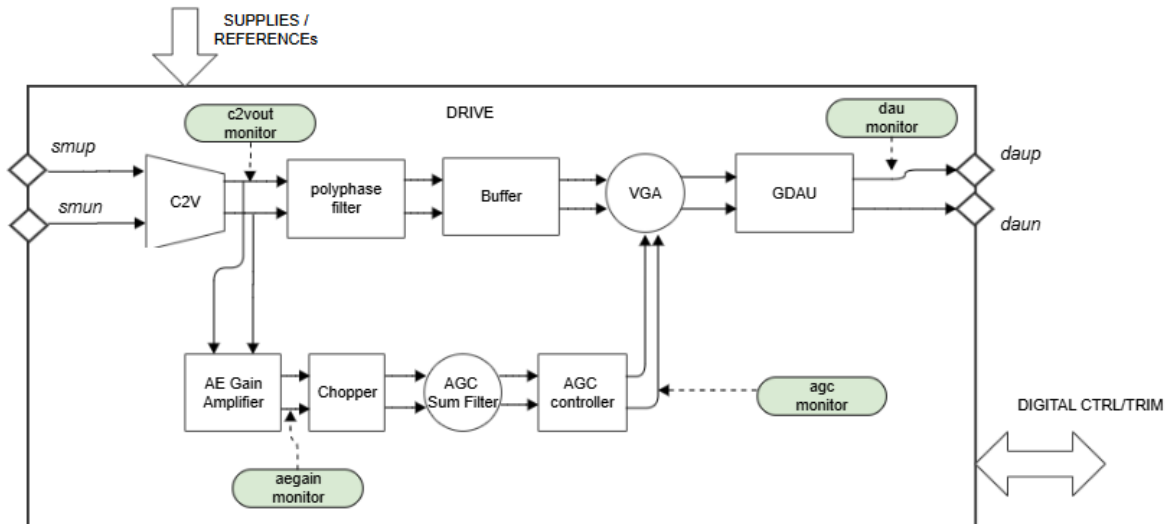 SUPPLIES /
REFERENCEs
DRIVE
c2vout
monitor
dau
monitor
smup
smun
C2V
polyphase
filter
Buffer
VGA
GDAU
daup
daun
AE Gain
Amplifier
Chopper
AGC
Sum Filter
AGC
controller
agc
monitor
aegain
monitor
DIGITAL CTRL/TRIM